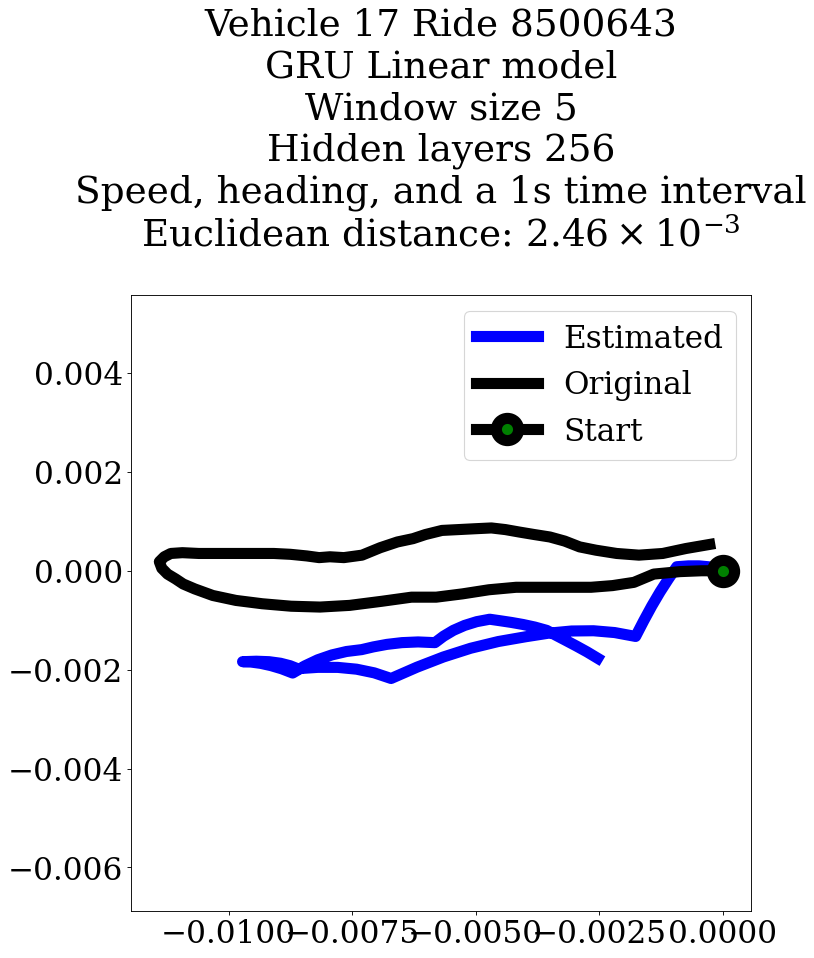 Vehicle 17 Ride 8500643
GRU Linear model
Window size 5
Hidden layers 256
Speed, heading, and a 1s time interval
Euclidean distance: 2.46 × 10⁻³
Estimated
Original
Start
0.004
0.002
0.000
−0.002
−0.004
−0.006
−0.0100 −0.0075 −0.0050 −0.0025 0.0000